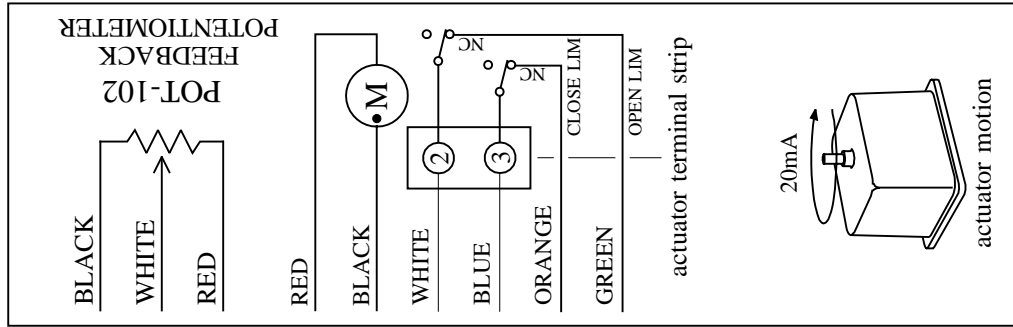 POT-102
FEEDBACK
POTENTIOMETER
BLACK
WHITE
RED
RED
BLACK
WHITE
BLUE
ORANGE
GREEN
M
2
3
NC
NC
CLOSE LIM
OPEN LIM
actuator terminal strip
20mA
actuator motion